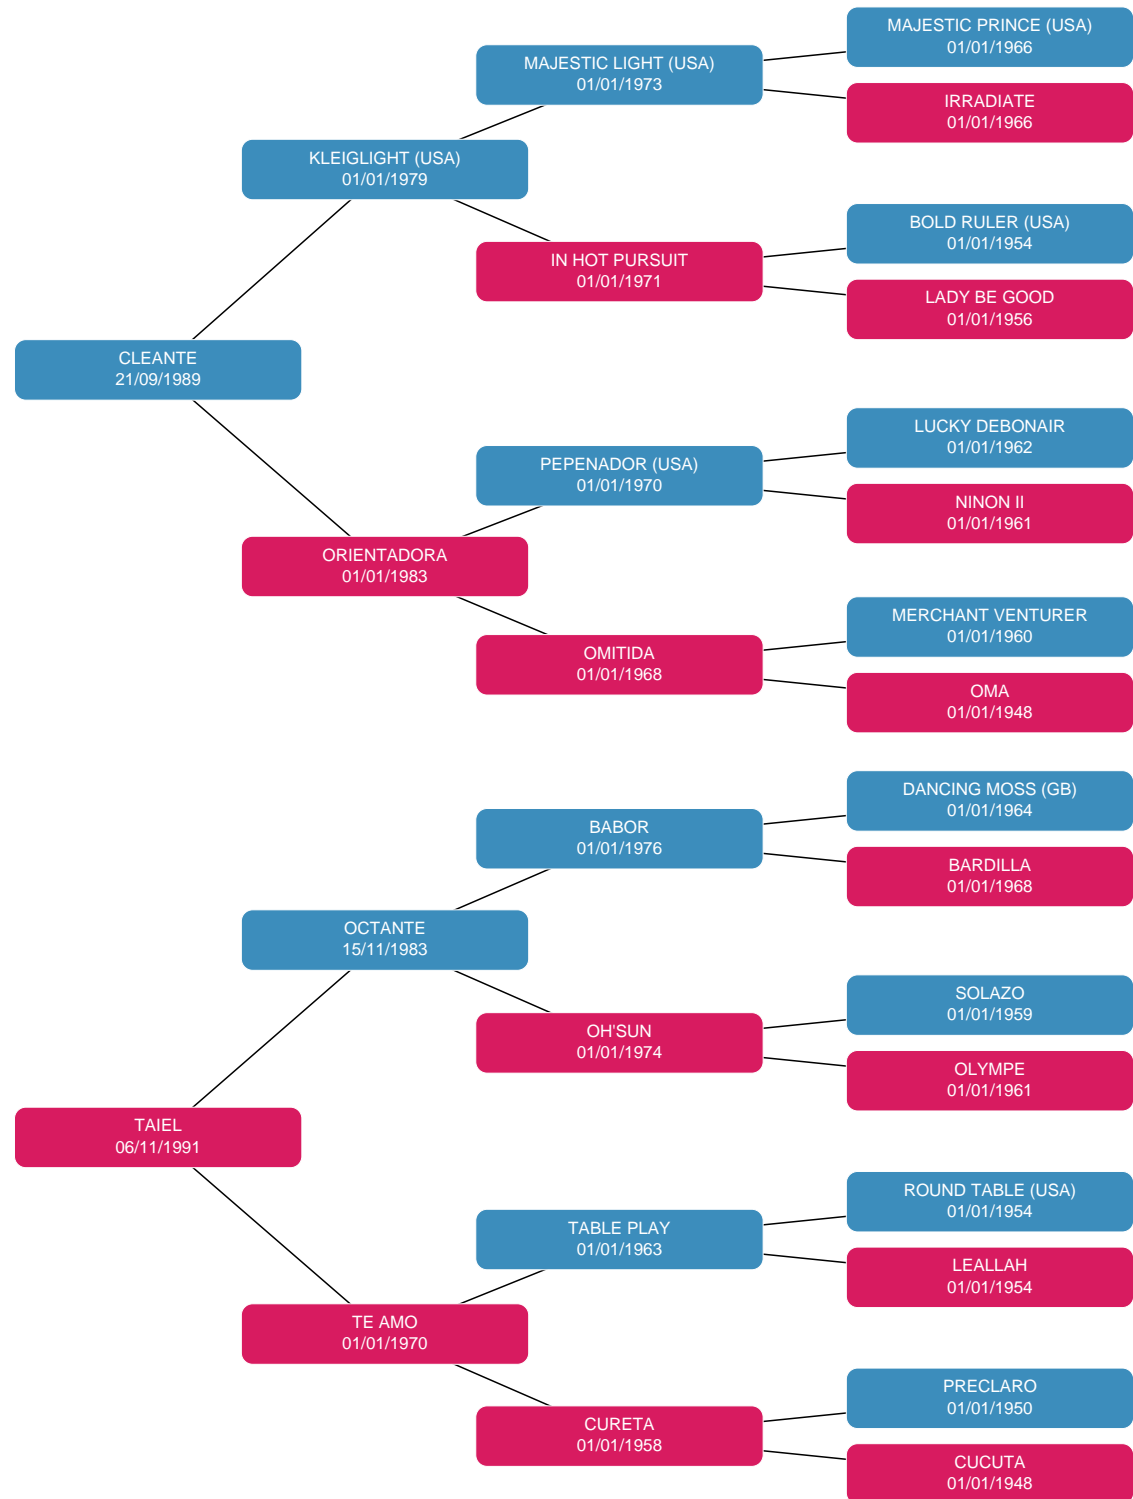 MAJESTIC PRINCE (USA)
01/01/1966
MAJESTIC LIGHT (USA)
01/01/1973
IRRADIATE
01/01/1966
KLEIGLIGHT (USA)
01/01/1979
BOLD RULER (USA)
01/01/1954
IN HOT PURSUIT
01/01/1971
LADY BE GOOD
01/01/1956
CLEANTE
21/09/1989
LUCKY DEBONAIR
01/01/1962
PEPENADOR (USA)
01/01/1970
NINON II
01/01/1961
ORIENTADORA
01/01/1983
MERCHANT VENTURER
01/01/1960
OMITIDA
01/01/1968
OMA
01/01/1948
DANCING MOSS (GB)
01/01/1964
BABOR
01/01/1976
BARDILLA
01/01/1968
OCTANTE
15/11/1983
SOLAZO
01/01/1959
OH'SUN
01/01/1974
OLYMPE
01/01/1961
TAIEL
06/11/1991
ROUND TABLE (USA)
01/01/1954
TABLE PLAY
01/01/1963
LEALLAH
01/01/1954
TE AMO
01/01/1970
PRECLARO
01/01/1950
CURETA
01/01/1958
CUCUTA
01/01/1948